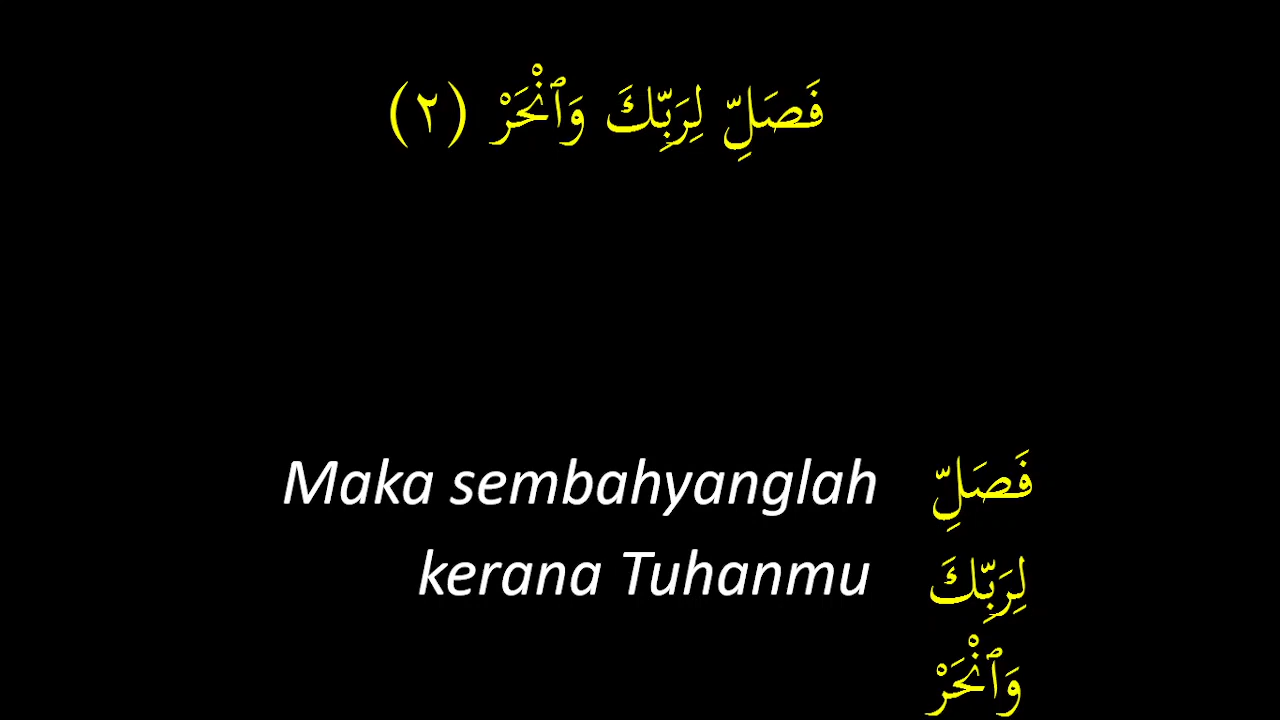 فَصَلِّ لِرَبِّكَ وَٱنْحَرْ (٢)
Maka sembahyanglah فَصَلِّ
kerana Tuhanmu لِرَبِّكَ
وَٱنْحَرْ